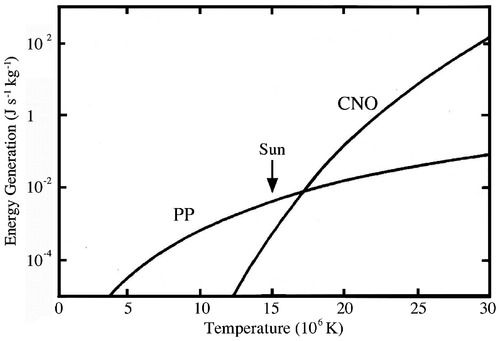 10²
1
10⁻²
10⁻⁴
Energy Generation (J s⁻¹ kg⁻¹)
CNO
Sun
PP
0 5 10 15 20 25 30
Temperature (10⁶ K)